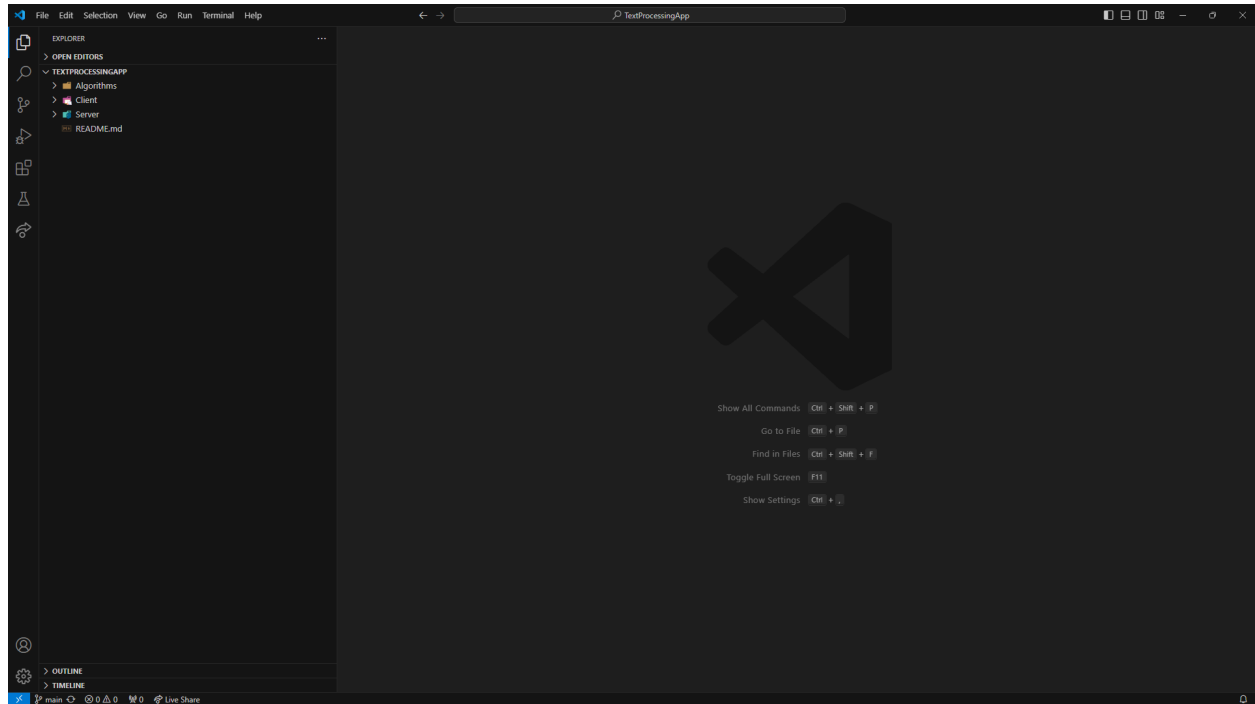 File Edit Selection View Go Run Terminal Help
TextProcessingApp
EXPLORER
OPEN EDITORS
TEXTPROCESSINGAPP
Algorithms
Client
Server
README.md
Show All Commands Ctrl + Shift + P
Go to File Ctrl + P
Find in Files Ctrl + Shift + F
Toggle Full Screen F11
Show Settings Ctrl + ,
OUTLINE
TIMELINE
main 0 0 0 Live Share